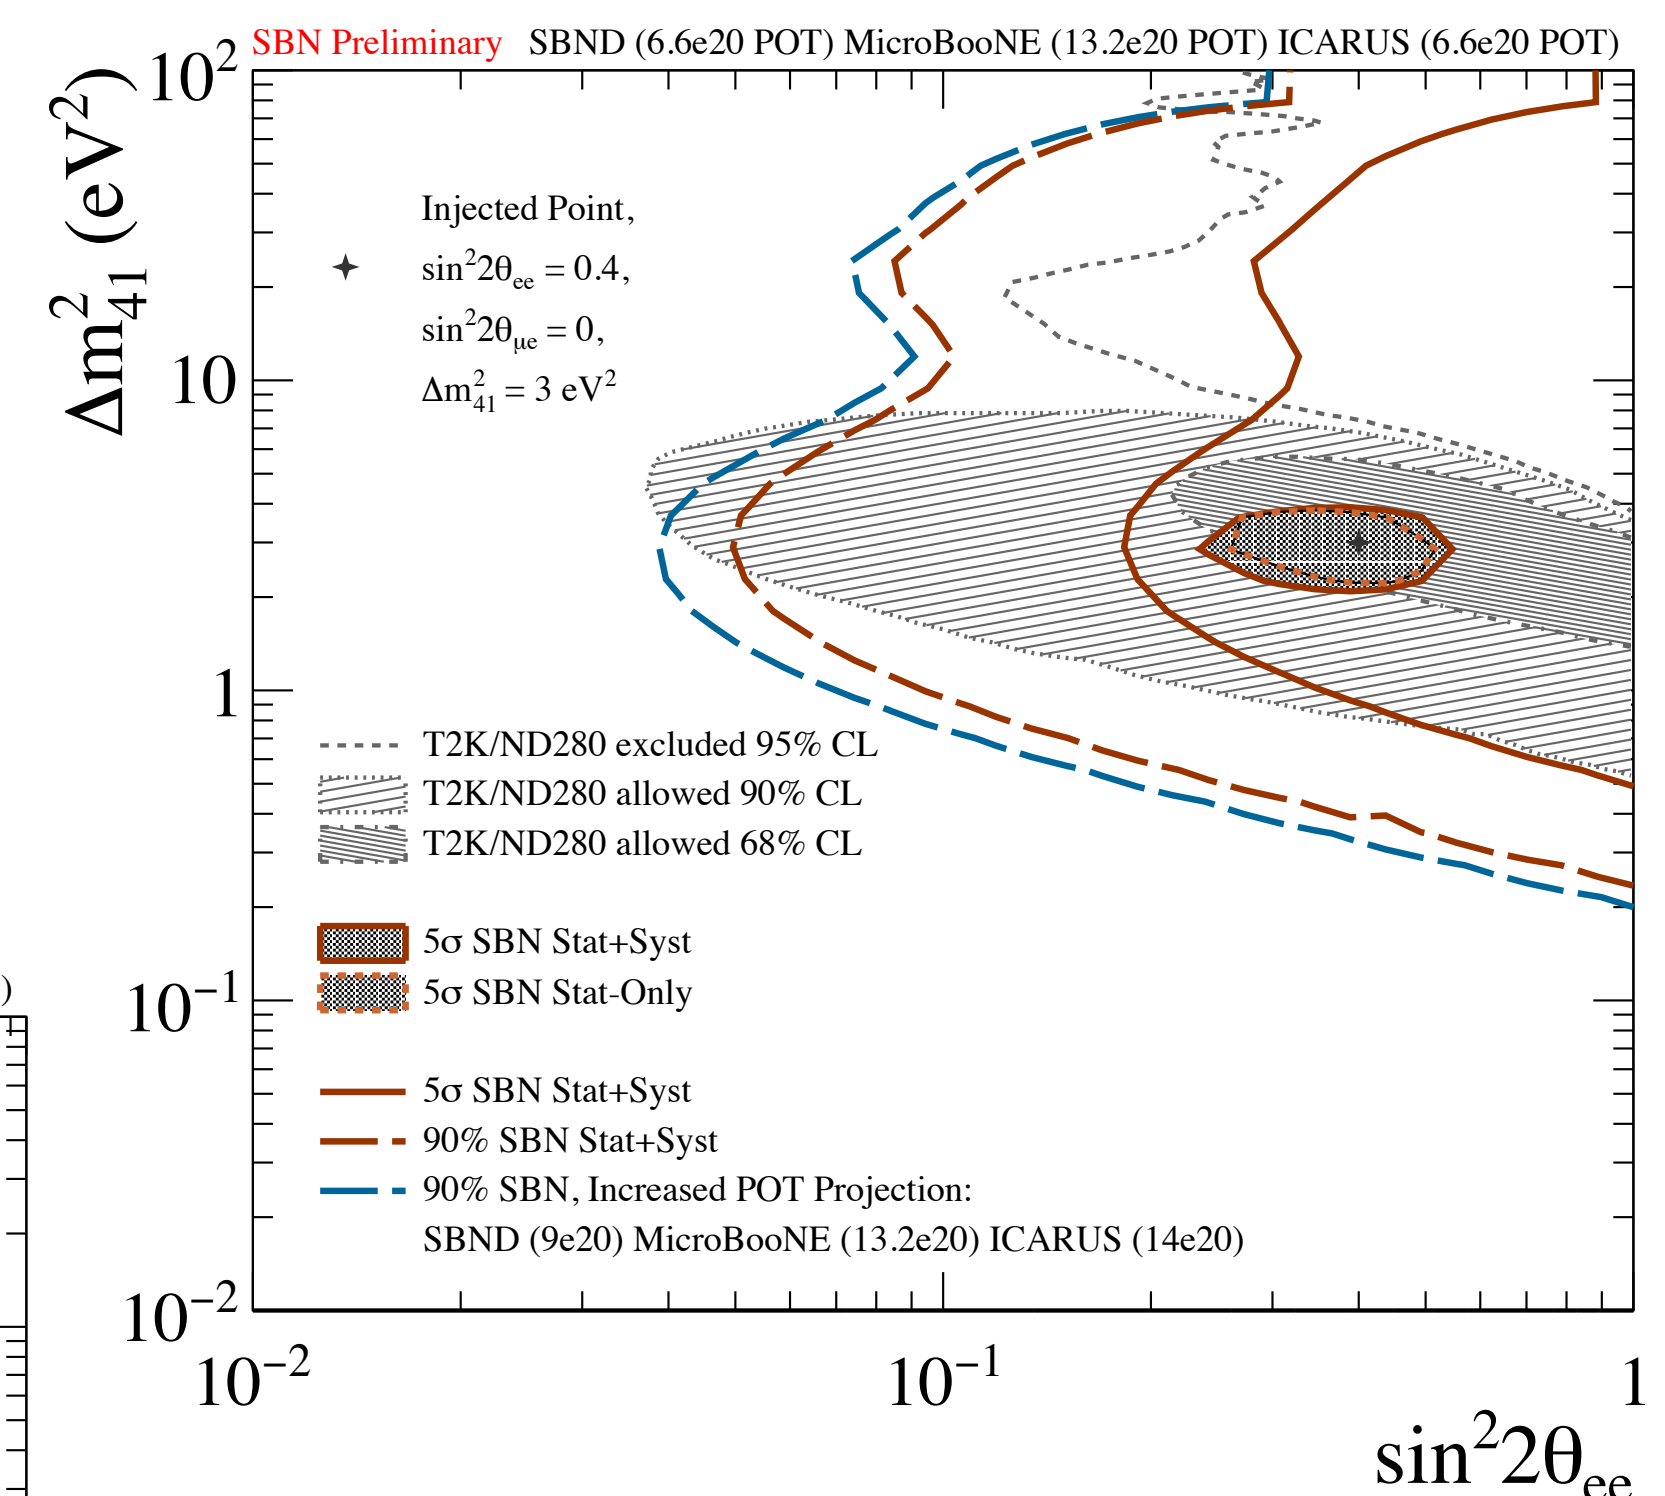 SBN Preliminary SBND (6.6e20 POT) MicroBooNE (13.2e20 POT) ICARUS (6.6e20 POT)
10²
Δm²₄₁ (eV²)
Injected Point,
sin²2θee = 0.4,
sin²2θμe = 0,
Δm²₄₁ = 3 eV²
10
1
T2K/ND280 excluded 95% CL
T2K/ND280 allowed 90% CL
T2K/ND280 allowed 68% CL
5σ SBN Stat+Syst
)
10⁻¹
5σ SBN Stat-Only
5σ SBN Stat+Syst
90% SBN Stat+Syst
90% SBN, Increased POT Projection:
SBND (9e20) MicroBooNE (13.2e20) ICARUS (14e20)
10⁻²
10⁻² 10⁻¹ 1
sin²2θee